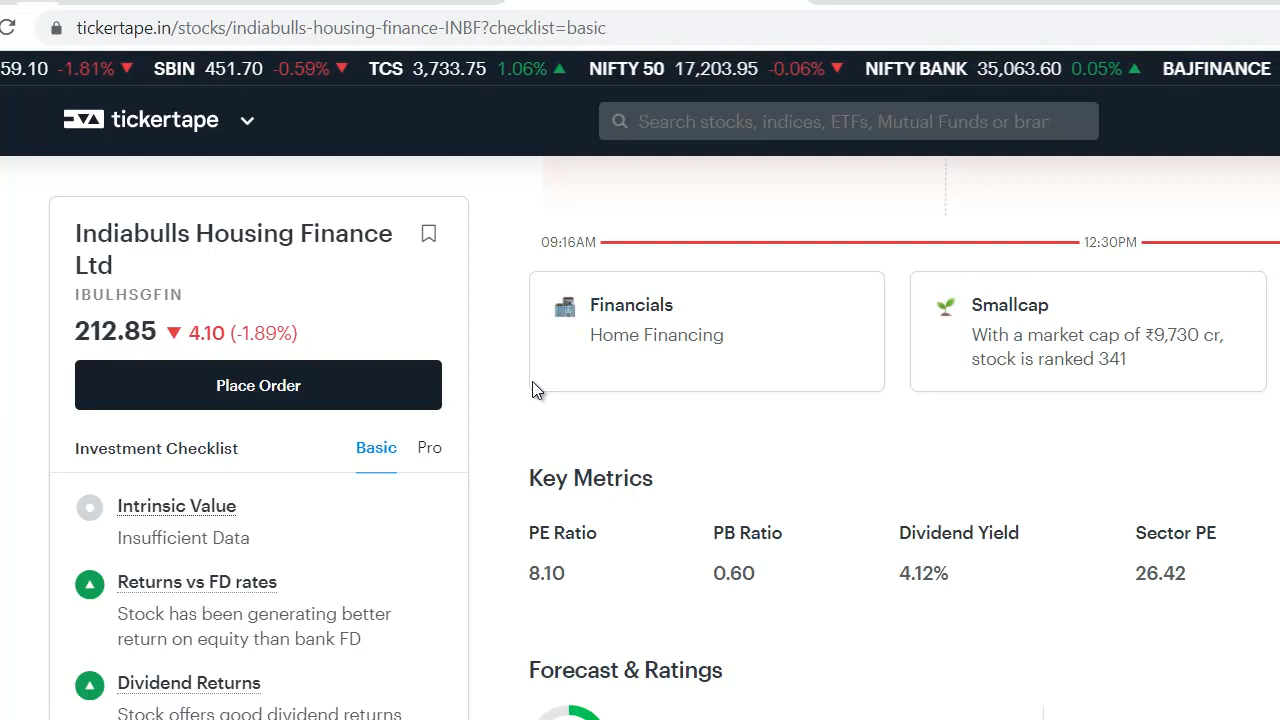 tickertape.in/stocks/indiabulls-housing-finance-INBF?checklist=basic
59.10 -1.81% ▼ SBIN 451.70 -0.59% ▼ TCS 3,733.75 1.06% ▲ NIFTY 50 17,203.95 -0.06% ▼ NIFTY BANK 35,063.60 0.05% ▲ BAJFINANCE
tickertape
Search stocks, indices, ETFs, Mutual Funds or brar
Indiabulls Housing Finance
Ltd
IBULHSGFIN
212.85 ▼ 4.10 (-1.89%)
Place Order
Investment Checklist Basic Pro
Intrinsic Value
Insufficient Data
Returns vs FD rates
Stock has been generating better
return on equity than bank FD
Dividend Returns
Stock offers good dividend returns
09:16AM 12:30PM
Financials
Home Financing
Smallcap
With a market cap of ₹9,730 cr,
stock is ranked 341
Key Metrics
PE Ratio PB Ratio Dividend Yield Sector PE
8.10 0.60 4.12% 26.42
Forecast & Ratings